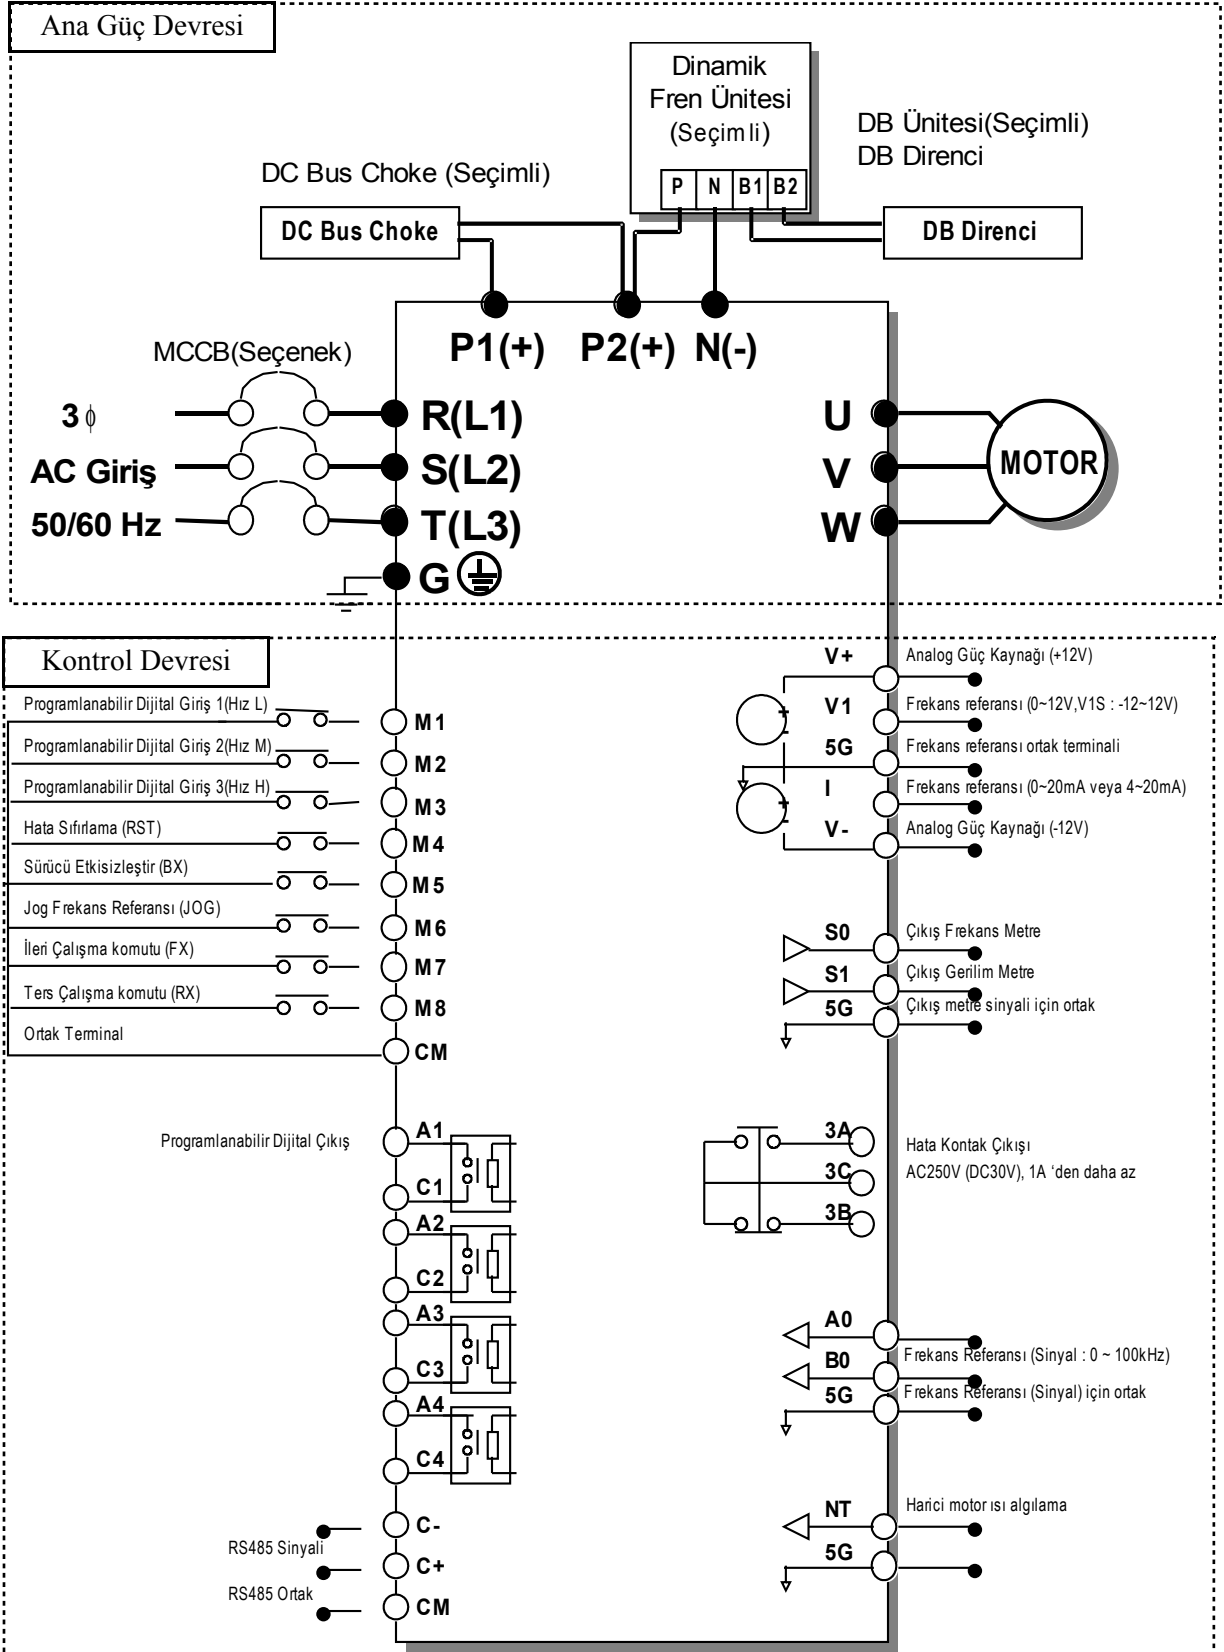 Ana Güç Devresi
Dinamik
Fren Ünitesi
(Seçimli)
DB Ünitesi(Seçimli)
DB Direnci
DC Bus Choke (Seçimli)
P N B1 B2
DC Bus Choke
DB Direnci
P1(+) P2(+) N(-)
MCCB(Seçenek)
3 ϕ
R(L1)
U
AC Giriş
S(L2)
V
MOTOR
50/60 Hz
T(L3)
W
G
Kontrol Devresi
Programlanabilir Dijital Giriş 1(Hız L)
M1
Programlanabilir Dijital Giriş 2(Hız M)
M2
Programlanabilir Dijital Giriş 3(Hız H)
M3
Hata Sıfırlama (RST)
M4
Sürücü Etkisizleştir (BX)
M5
Jog Frekans Referansı (JOG)
M6
İleri Çalışma komutu (FX)
M7
Ters Çalışma komutu (RX)
M8
Ortak Terminal
CM
V+
Analog Güç Kaynağı (+12V)
V1
Frekans referansı (0~12V,V1S : -12~12V)
5G
Frekans referansı ortak terminali
I
Frekans referansı (0~20mA veya 4~20mA)
V-
Analog Güç Kaynağı (-12V)
+
-
+
-
S0
Çıkış Frekans Metre
S1
Çıkış Gerilim Metre
5G
Çıkış metre sinyali için ortak
Programlanabilir Dijital Çıkış
A1
C1
A2
C2
A3
C3
A4
C4
3A
Hata Kontak Çıkışı
3C
AC250V (DC30V), 1A ‘den daha az
3B
A0
B0
Frekans Referansı (Sinyal : 0 ~ 100kHz)
5G
Frekans Referansı (Sinyal) için ortak
NT
Harici motor ısı algılama
5G
C-
RS485 Sinyali
C+
RS485 Ortak
CM